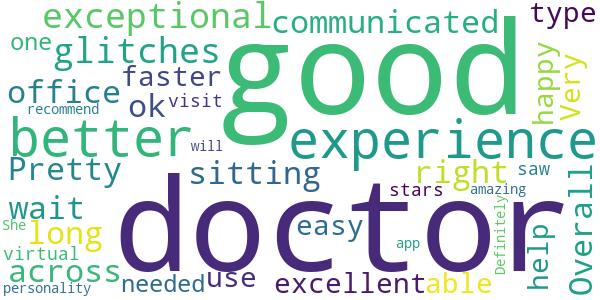 exceptional
communicated
type
one
glitches
good
happy
Very
faster
office
ok
visit
recommend
better
will
experience
Pretty
sitting
right
saw
doctor
stars
amazing
wait
Overall
She
long
easy
Definitely
help
virtual
app
across
needed
use
excellent
able
personality